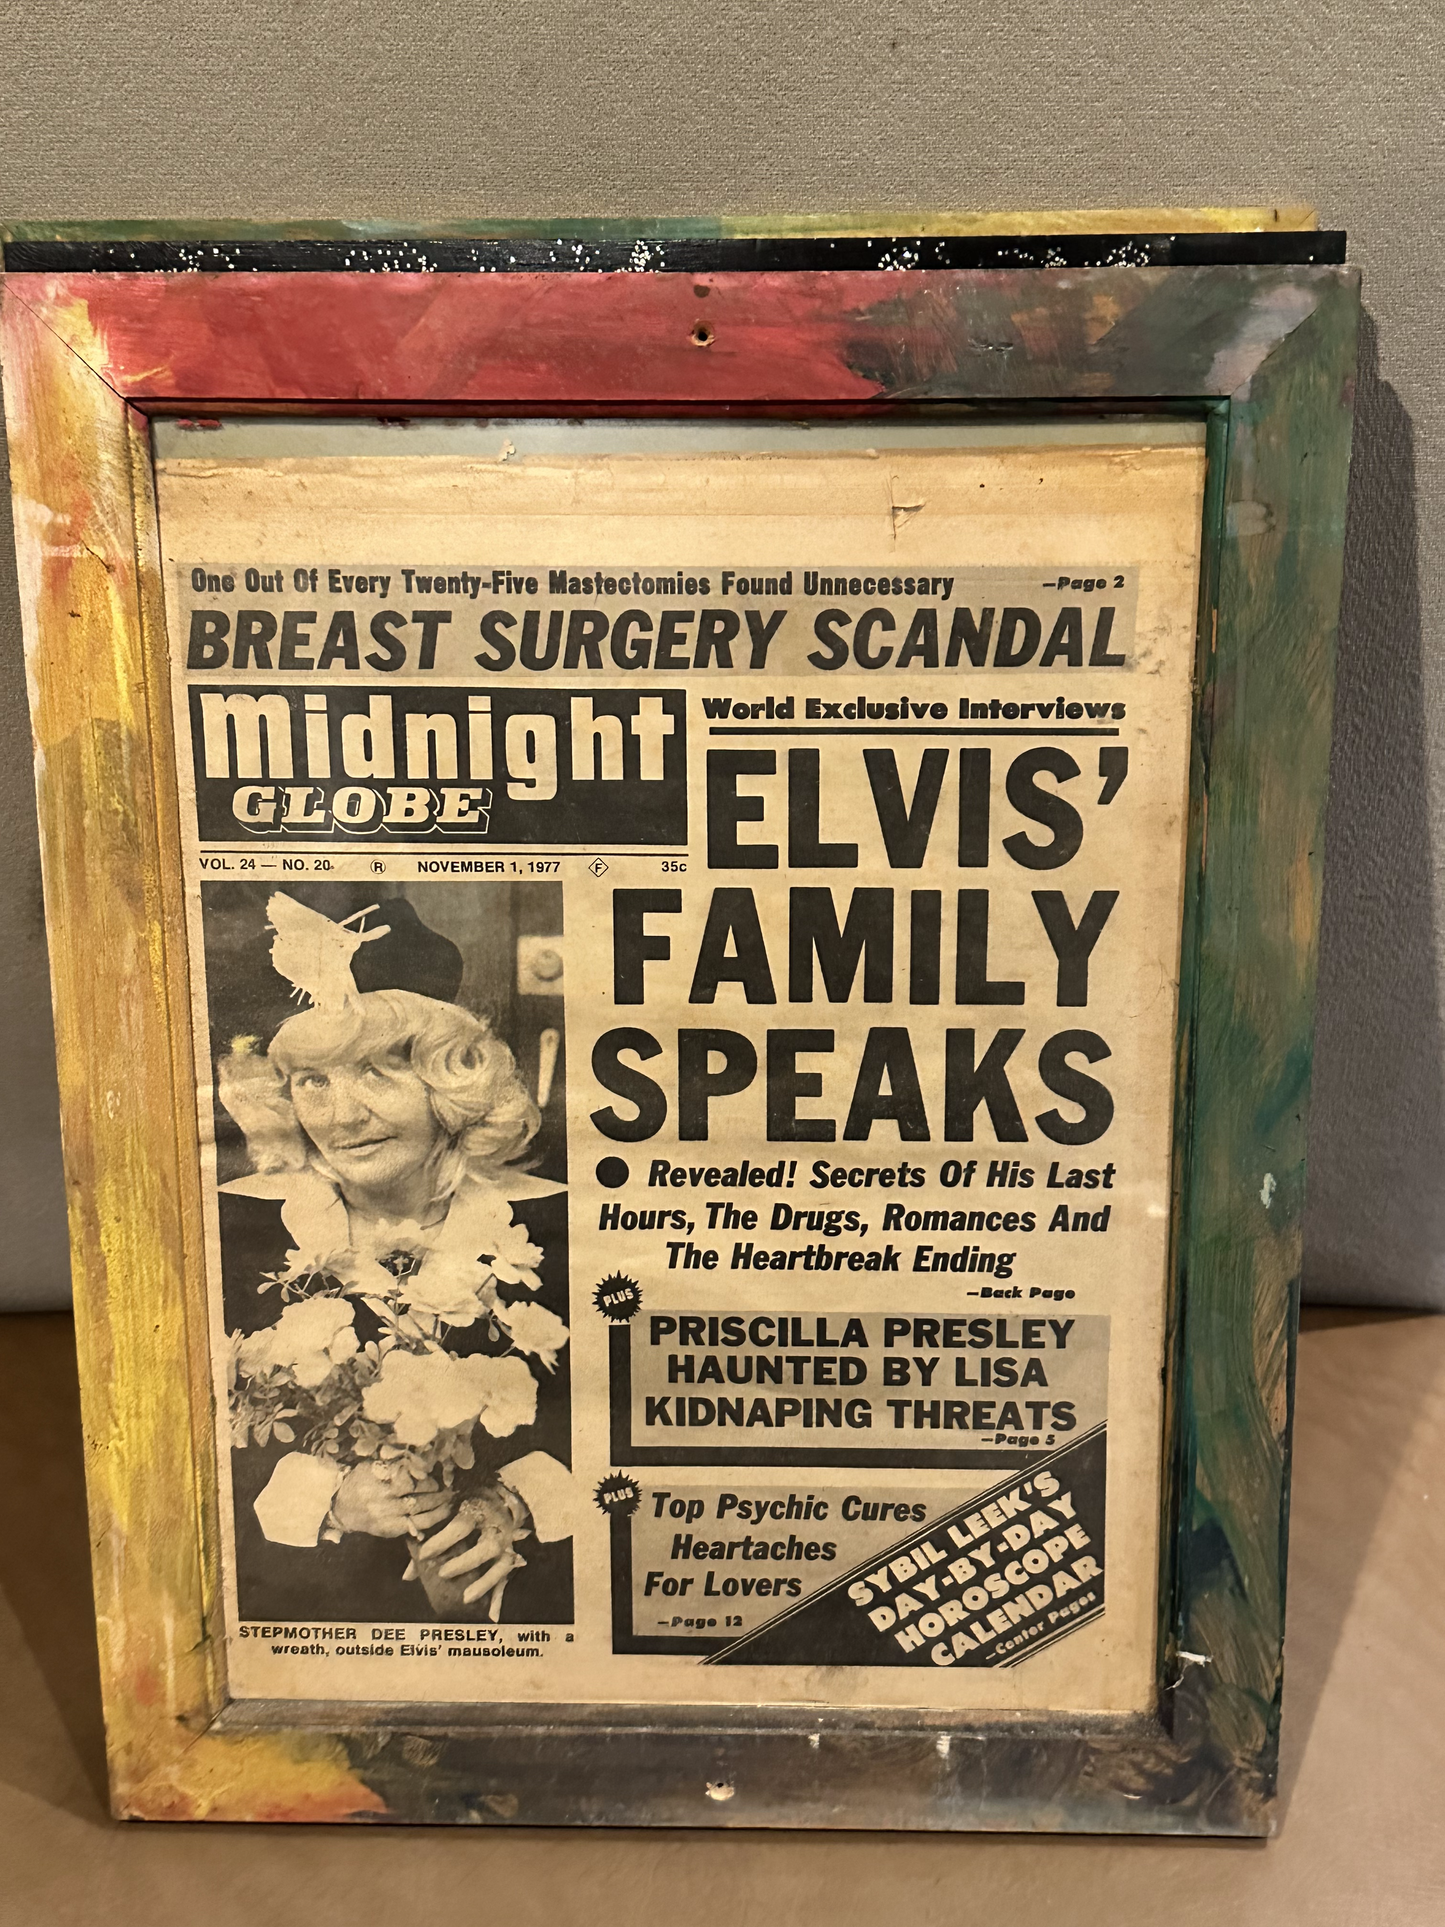 One Out Of Every Twenty-Five Mastectomies Found Unnecessary —Page 2
BREAST SURGERY SCANDAL
midnight
GLOBE
VOL. 24 — NO. 20 ® NOVEMBER 1, 1977 F 35c
World Exclusive Interviews
ELVIS'
FAMILY
SPEAKS
● Revealed! Secrets Of His Last
Hours, The Drugs, Romances And
The Heartbreak Ending
—Back Page
PLUS
PRISCILLA PRESLEY
HAUNTED BY LISA
KIDNAPING THREATS
—Page 5
PLUS
Top Psychic Cures
Heartaches
For Lovers
—Page 12
SYBIL LEEK'S
DAY-BY-DAY
HOROSCOPE
CALENDAR
—Center Pages
STEPMOTHER DEE PRESLEY, with a
wreath, outside Elvis' mausoleum.